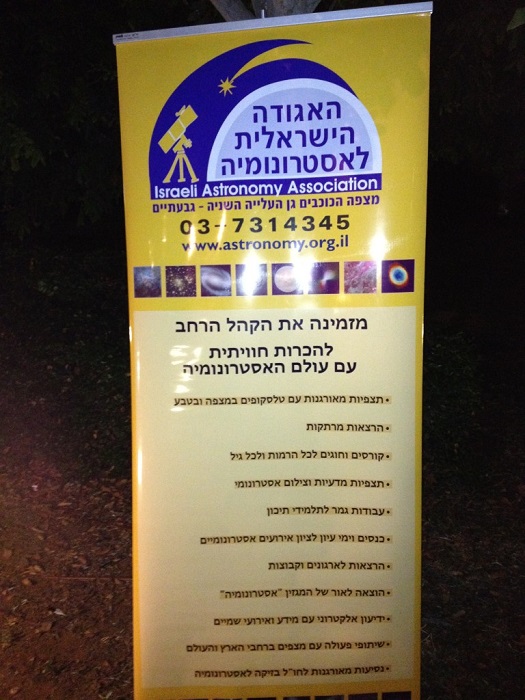 האגודה
הישראלית
לאסטרונומיה
Israeli Astronomy Association
מצפה הכוכבים גן העלייה השניה - גבעתיים
03-7314345
www.astronomy.org.il
מזמינה את הקהל הרחב
להכרות חוויתית
עם עולם האסטרונומיה
• תצפיות מאורגנות עם טלסקופים במצפה ובטבע
• הרצאות מרתקות
• קורסים וחוגים לכל הרמות ולכל גיל
• תצפיות מדעיות וצילום אסטרונומי
• עבודות גמר לתלמידי תיכון
• כנסים וימי עיון לציון אירועים אסטרונומיים
• הרצאות לארגונים וקבוצות
• הוצאה לאור של המגזין "אסטרונומיה"
• ידיעון אלקטרוני עם מידע ואירועי שמיים
• שיתופי פעולה עם מצפים ברחבי הארץ והעולם
• נסיעות מאורגנות לחו"ל בזיקה לאסטרונומיה